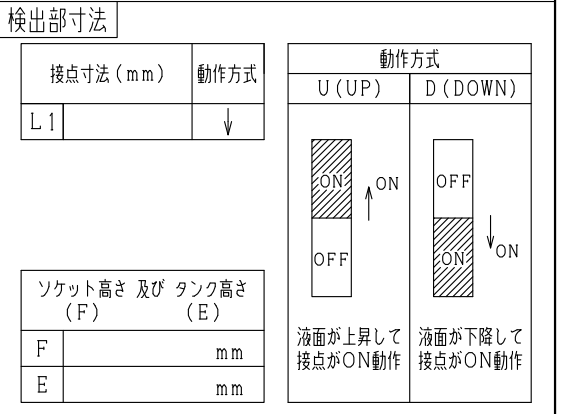 検出部寸法
接点寸法(mm) 動作方式
L1 ↓
動作方式
U(UP) D(DOWN)
ON ↑ON OFF
OFF ON ↓ON
液面が上昇して
接点がON動作
液面が下降して
接点がON動作
ソケット高さ 及び タンク高さ
(F) (E)
F mm
E mm